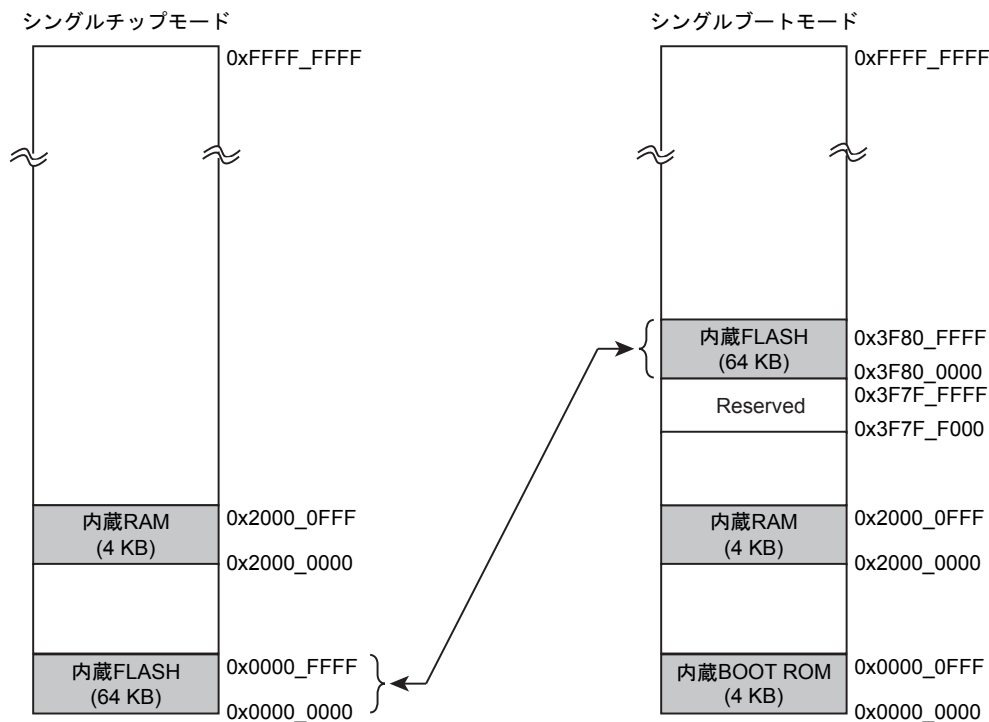 シングルチップモード
0xFFFF_FFFF
内蔵RAM
(4 KB)
0x2000_0FFF
0x2000_0000
内蔵FLASH
(64 KB)
0x0000_FFFF
0x0000_0000
シングルブートモード
0xFFFF_FFFF
内蔵FLASH
(64 KB)
0x3F80_FFFF
0x3F80_0000
Reserved
0x3F7F_FFFF
0x3F7F_F000
内蔵RAM
(4 KB)
0x2000_0FFF
0x2000_0000
内蔵BOOT ROM
(4 KB)
0x0000_0FFF
0x0000_0000